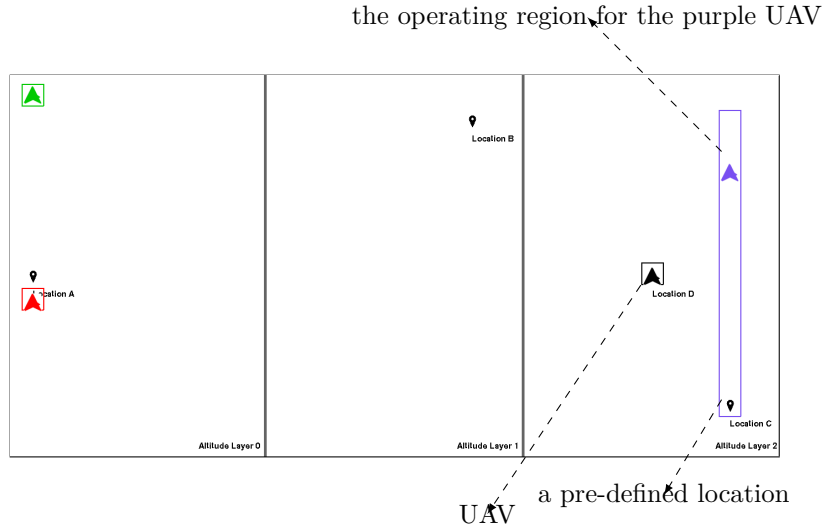 the operating region for the purple UAV
Location B
Location A
Location D
Location C
Altitude Layer 0
Altitude Layer 1
Altitude Layer 2
a pre-defined location
UAV